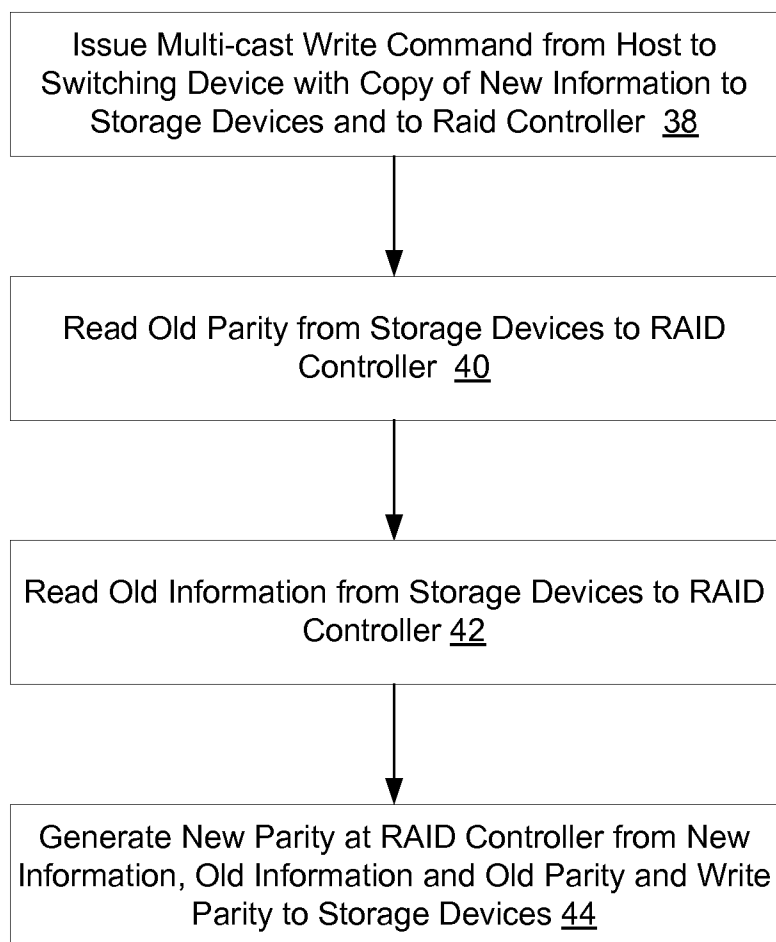 Issue Multi-cast Write Command from Host to
Switching Device with Copy of New Information to
Storage Devices and to Raid Controller 38
Read Old Parity from Storage Devices to RAID
Controller 40
Read Old Information from Storage Devices to RAID
Controller 42
Generate New Parity at RAID Controller from New
Information, Old Information and Old Parity and Write
Parity to Storage Devices 44